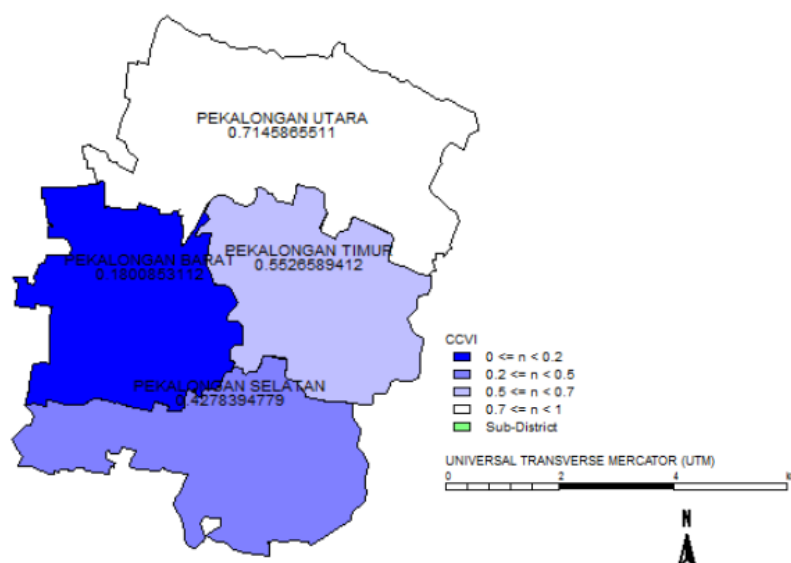 PEKALONGAN UTARA
0.7145865511
PEKALONGAN TIMUR
0.5526589412
PEKALONGAN BARAT
0.1800853112
PEKALONGAN SELATAN
0.4278394779
CCVI
0 <= n < 0.2
0.2 <= n < 0.5
0.5 <= n < 0.7
0.7 <= n < 1
Sub-District
UNIVERSAL TRANSVERSE MERCATOR (UTM)
0 2 4 k
N